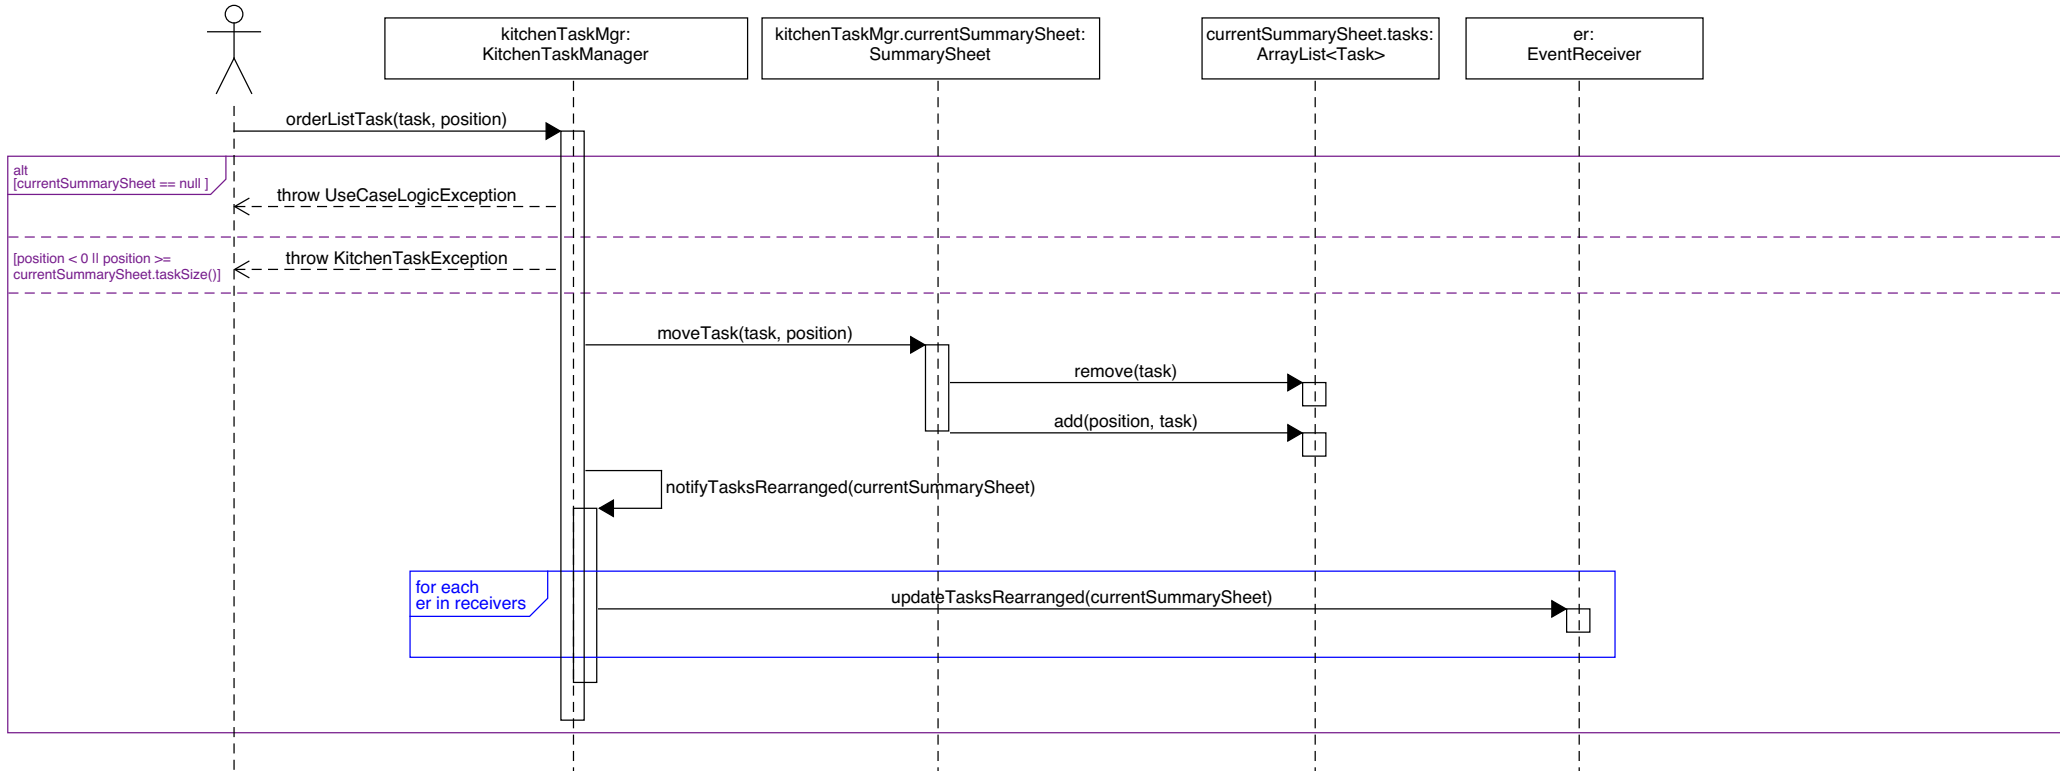 kitchenTaskMgr:
KitchenTaskManager
kitchenTaskMgr.currentSummarySheet:
SummarySheet
currentSummarySheet.tasks:
ArrayList<Task>
er:
EventReceiver
orderListTask(task, position)
alt
[currentSummarySheet == null ]
throw UseCaseLogicException
[position < 0 || position >=
currentSummarySheet.taskSize()]
throw KitchenTaskException
moveTask(task, position)
remove(task)
add(position, task)
notifyTasksRearranged(currentSummarySheet)
for each
er in receivers
updateTasksRearranged(currentSummarySheet)